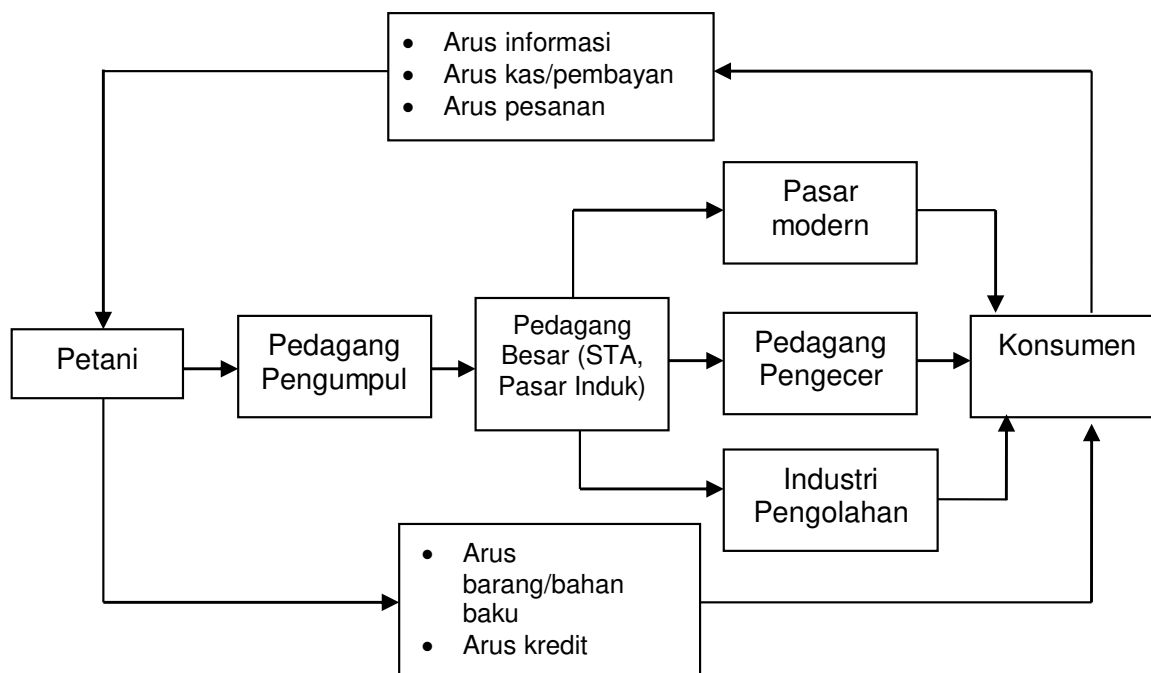 • Arus informasi
• Arus kas/pembayan
• Arus pesanan
Pasar
modern
Petani
Pedagang
Pengumpul
Pedagang
Besar (STA,
Pasar Induk)
Pedagang
Pengecer
Konsumen
Industri
Pengolahan
• Arus
barang/bahan
baku
• Arus kredit